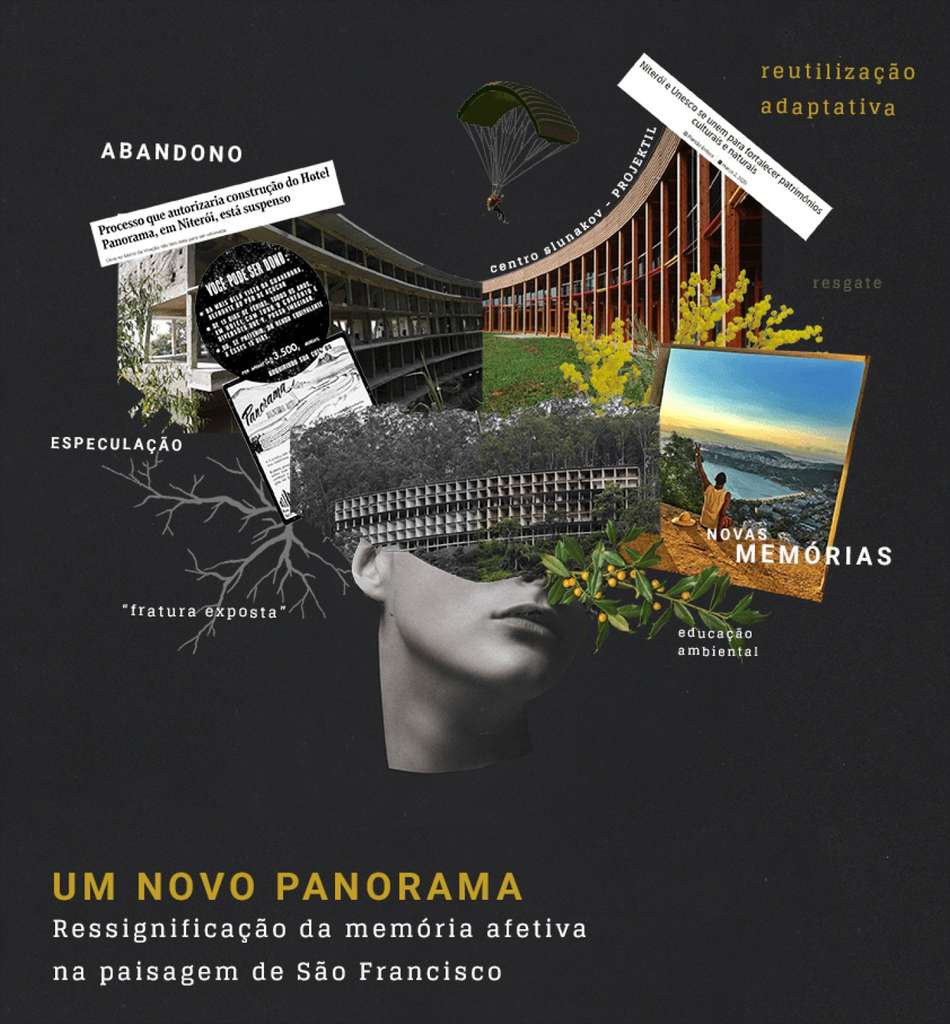 reutilização
adaptativa
Niterói e Unesco se unem para fortalecer patrimônios
culturais e naturais
ABANDONO
Processo que autorizaria construção do Hotel
Panorama, em Niterói, está suspenso
centro slunakov - PROJEKTIL
VOCÊ PODE SER DONO:
resgate
3.500,
Panorama
ESPECULAÇÃO
NOVAS
MEMÓRIAS
“fratura exposta”
educação
ambiental
UM NOVO PANORAMA
Ressignificação da memória afetiva
na paisagem de São Francisco